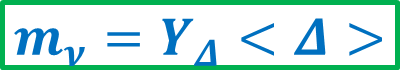 m_ν = Y_Δ < Δ >